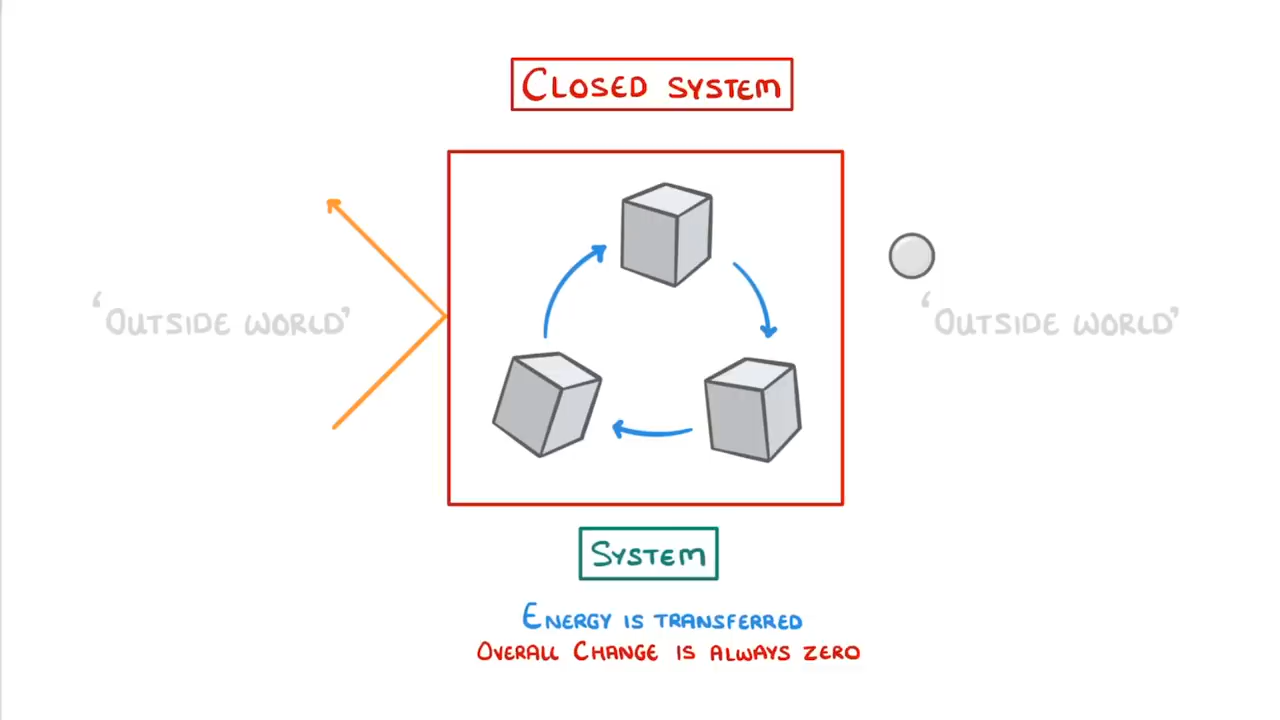 CLOSED SYSTEM
'OUTSIDE WORLD'
'OUTSIDE WORLD'
SYSTEM
ENERGY IS TRANSFERRED
OVERALL CHANGE IS ALWAYS ZERO